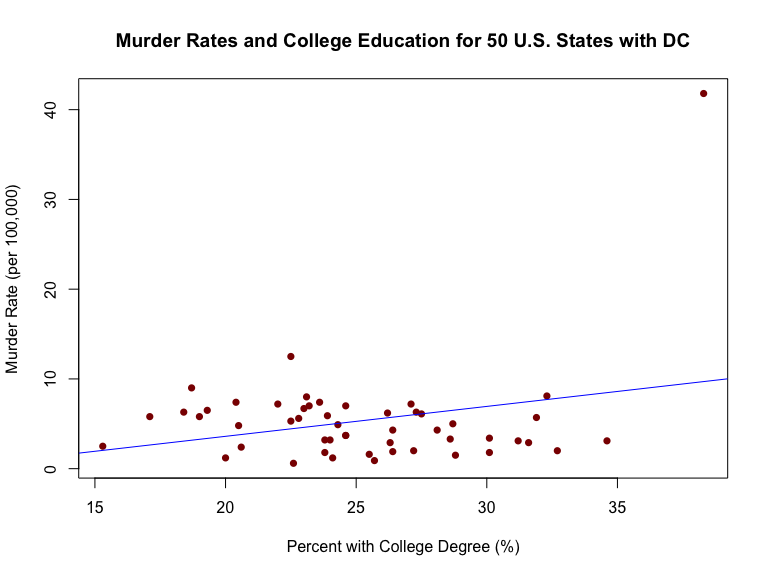 Murder Rates and College Education for 50 U.S. States with DC
Murder Rate (per 100,000)
40
30
20
10
0
15 20 25 30 35
Percent with College Degree (%)